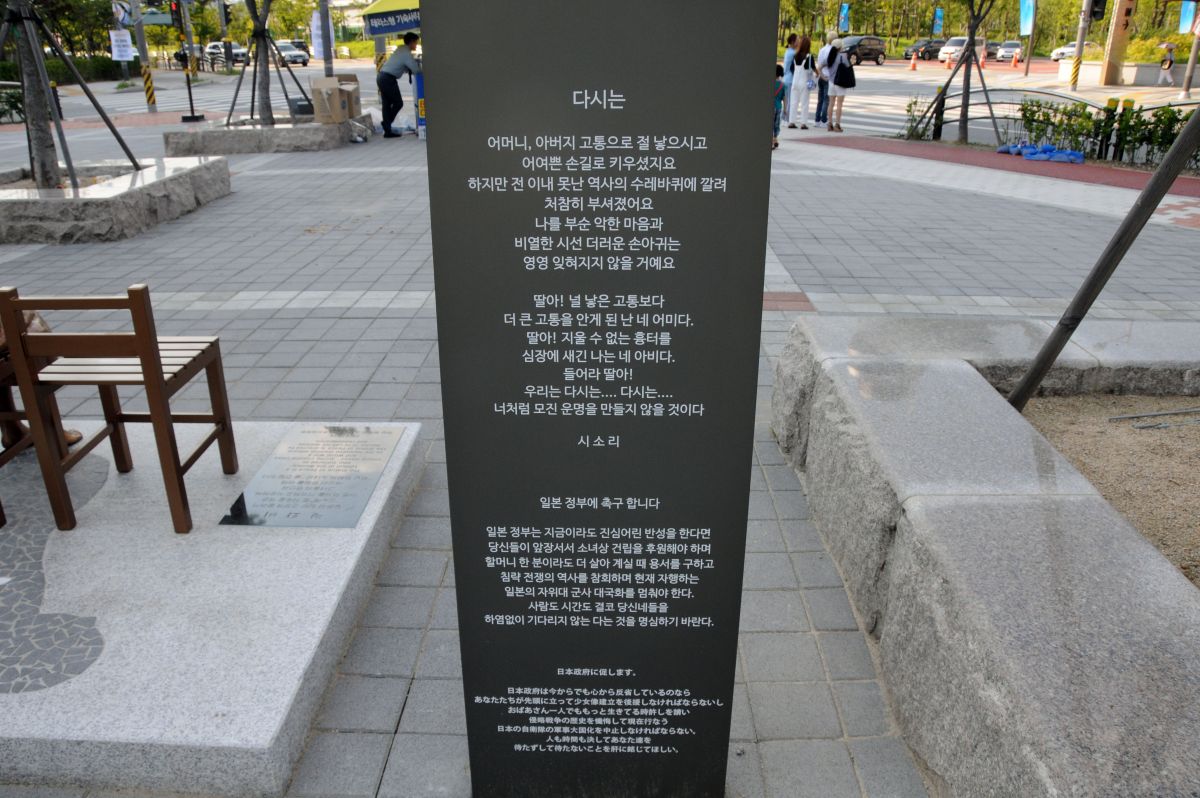 다시는
어머니, 아버지 고통으로 절 낳으시고
어여쁜 손길로 키우셨지요
하지만 전 이내 못난 역사의 수레바퀴에 깔려
처참히 부셔졌어요
나를 부순 악한 마음과
비열한 시선 더러운 손아귀는
영영 잊혀지지 않을 거예요
딸아! 널 낳은 고통보다
더 큰 고통을 안게 된 난 네 어미다.
딸아! 지울 수 없는 흉터를
심장에 새긴 나는 네 아비다.
들어라 딸아!
우리는 다시는.... 다시는....
너처럼 모진 운명을 만들지 않을 것이다
시 소 리
일본 정부에 촉구 합니다
일본 정부는 지금이라도 진심어린 반성을 한다면
당신들이 앞장서서 소녀상 건립을 후원해야 하며
할머니 한 분이라도 더 살아 계실 때 용서를 구하고
침략 전쟁의 역사를 참회하며 현재 자행하는
일본의 자위대 군사 대국화를 멈춰야 한다.
사람도 시간도 결코 당신네들을
하염없이 기다리지 않는 다는 것을 명심하기 바란다.
日本政府に促します。
日本政府は今からでも心から反省しているのなら
あなたたちが先頭に立って少女像建立を後援しなければならないし
おばあさん一人でももっと生きてる時許しを請い
侵略戦争の歴史を懺悔して現在行なう
日本の自衛隊の軍事大国化を中止しなければならない。
人も時間も決してあなた達を
待たずして待たないことを肝に銘じてほしい。